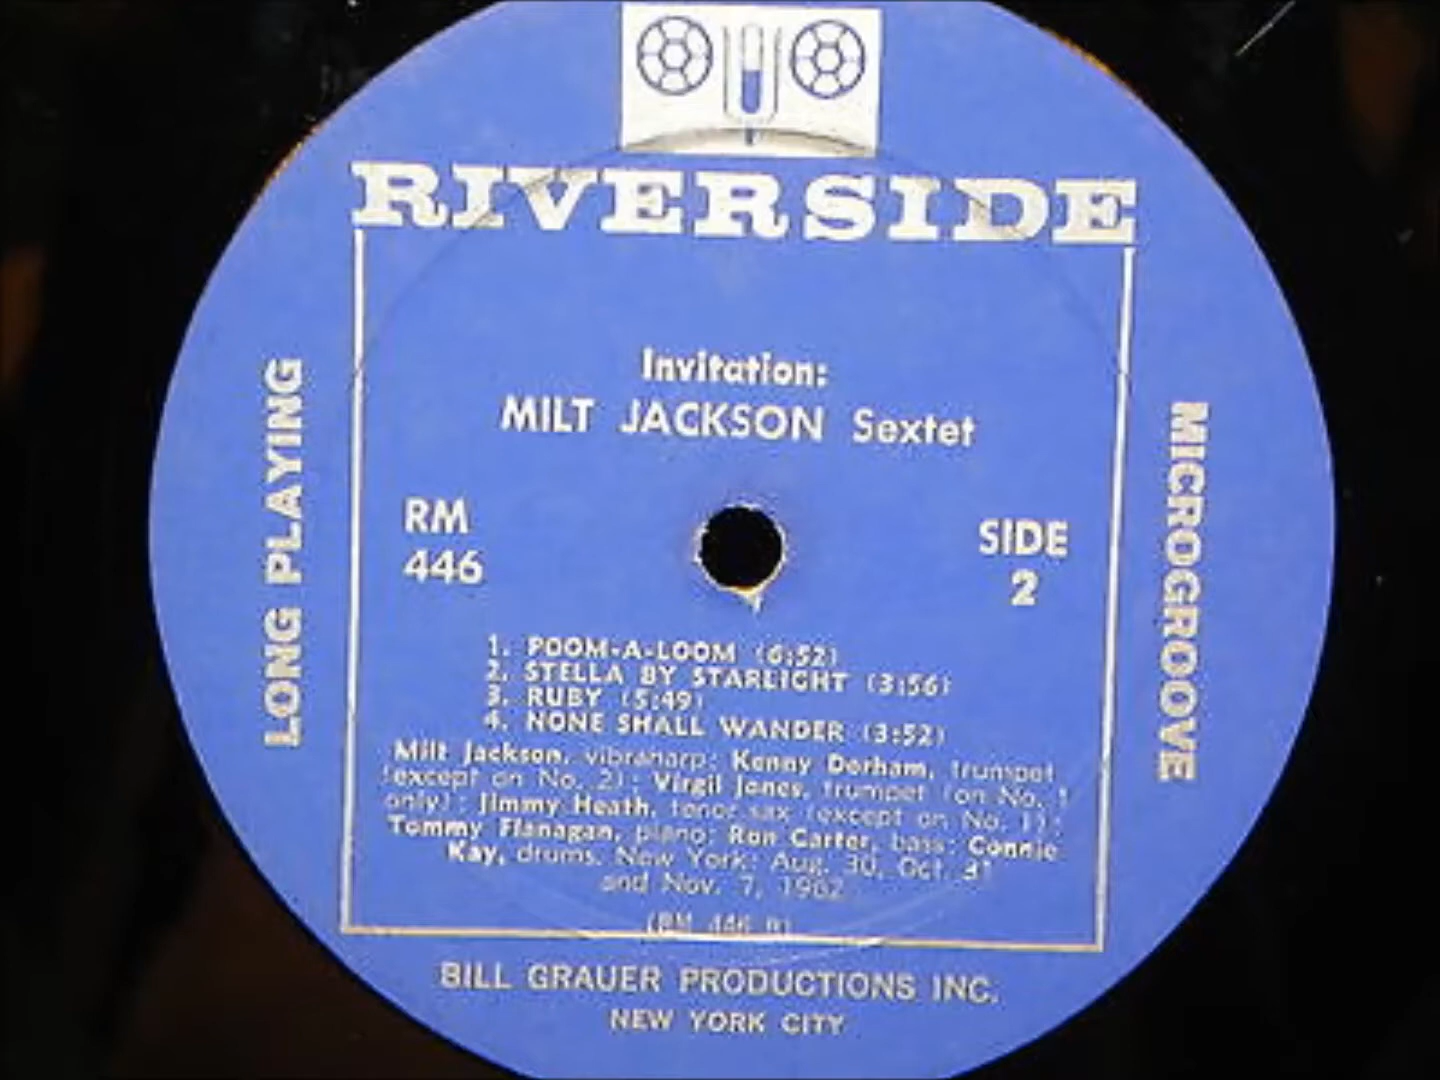 RIVERSIDE
Invitation:
MILT JACKSON Sextet
RM
446
SIDE
2
LONG PLAYING
MICROGROOVE
1. POOM-A-LOOM (6:52)
2. STELLA BY STARLIGHT (3:56)
3. RUBY (5:49)
4. NONE SHALL WANDER (3:52)
Milt Jackson, vibraharp; Kenny Dorham, trumpet
(except on No. 2); Virgil Jones, trumpet (on No. 1
only); Jimmy Heath, tenor sax (except on No. 1);
Tommy Flanagan, piano; Ron Carter, bass; Connie
Kay, drums. New York; Aug. 30, Oct. 31
and Nov. 7, 1962
(RM 446 B)
BILL GRAUER PRODUCTIONS INC.
NEW YORK CITY